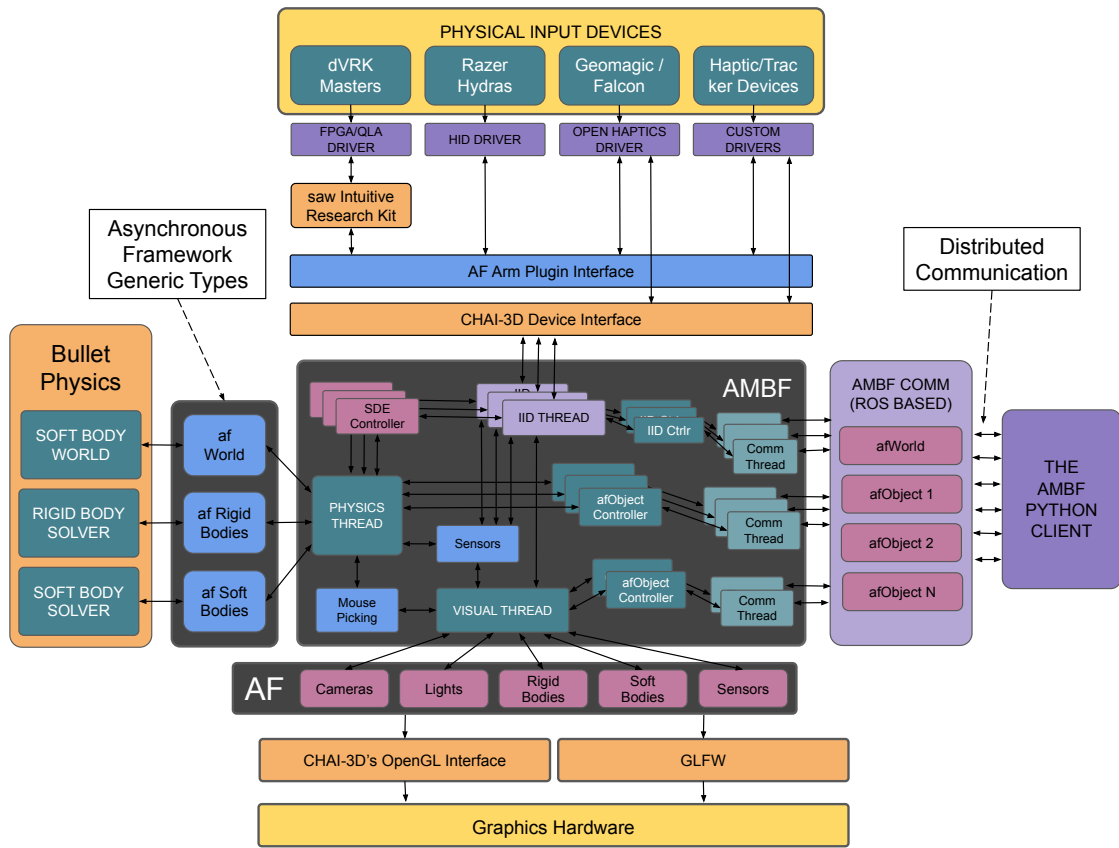 PHYSICAL INPUT DEVICES
dVRK
Masters
Razer
Hydras
Geomagic /
Falcon
Haptic/Trac
ker Devices
FPGA/QLA
DRIVER
HID DRIVER
OPEN HAPTICS
DRIVER
CUSTOM
DRIVERS
saw Intuitive
Research Kit
Asynchronous
Framework
Generic Types
Distributed
Communication
AF Arm Plugin Interface
CHAI-3D Device Interface
Bullet
Physics
SOFT BODY
WORLD
RIGID BODY
SOLVER
SOFT BODY
SOLVER
af
World
af Rigid
Bodies
af Soft
Bodies
AMBF
SDE
Controller
IID THREAD
IID Ctrlr
Comm
Thread
PHYSICS
THREAD
afObject
Controller
Comm
Thread
Sensors
Mouse
Picking
VISUAL THREAD
afObject
Controller
Comm
Thread
AMBF COMM
(ROS BASED)
afWorld
afObject 1
afObject 2
afObject N
THE
AMBF
PYTHON
CLIENT
AF
Cameras
Lights
Rigid
Bodies
Soft
Bodies
Sensors
CHAI-3D's OpenGL Interface
GLFW
Graphics Hardware